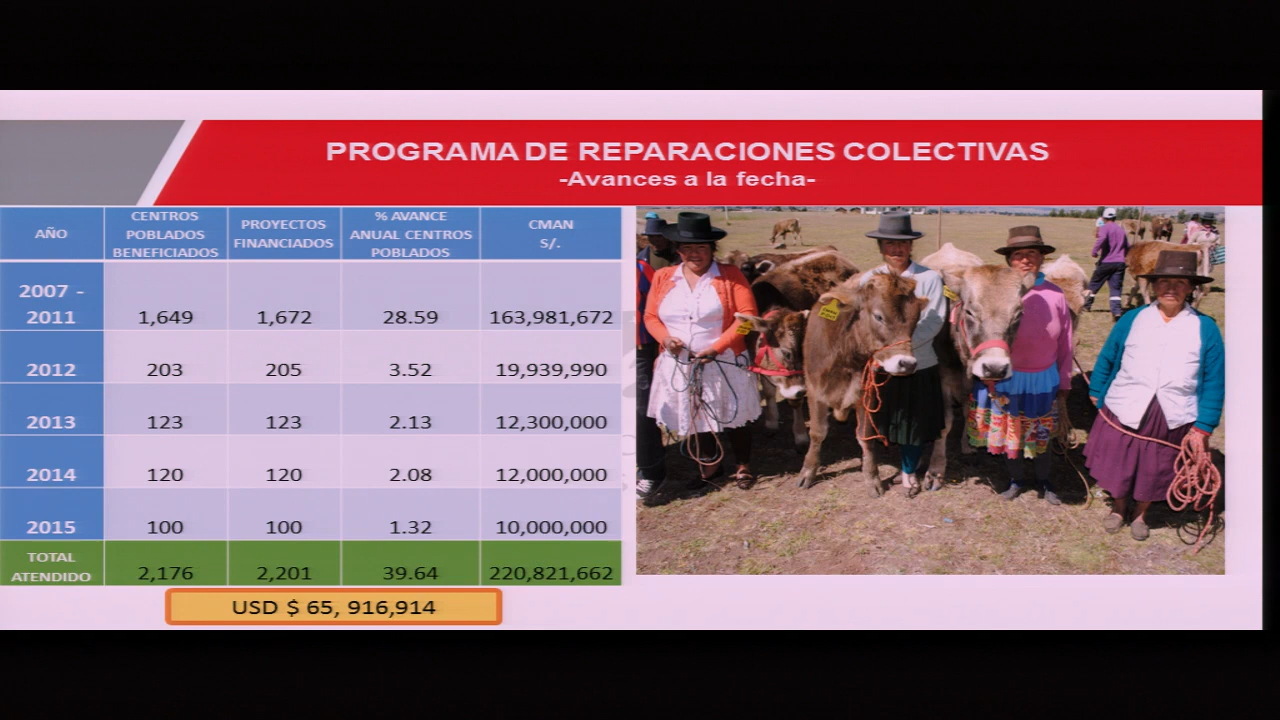 PROGRAMA DE REPARACIONES COLECTIVAS
-Avances a la fecha-
AÑO CENTROS POBLADOS BENEFICIADOS PROYECTOS FINANCIADOS % AVANCE ANUAL CENTROS POBLADOS CMAN S/.
2007 - 2011 1,649 1,672 28.59 163,981,672
2012 203 205 3.52 19,939,990
2013 123 123 2.13 12,300,000
2014 120 120 2.08 12,000,000
2015 100 100 1.32 10,000,000
TOTAL ATENDIDO 2,176 2,201 39.64 220,821,662
USD $ 65, 916,914